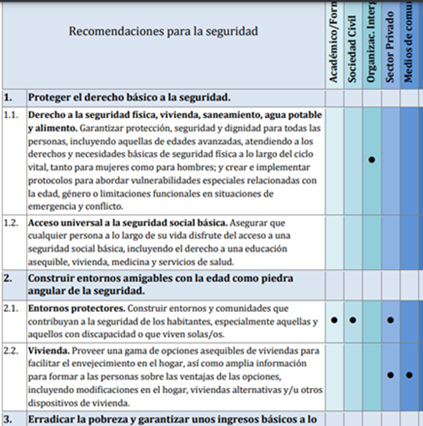 Recomendaciones para la seguridad
Académico/Form
Sociedad Civil
Organizac. Interg
Sector Privado
Medios de comun
1. Proteger el derecho básico a la seguridad.
1.1. Derecho a la seguridad física, vivienda, saneamiento, agua potable
y alimento. Garantizar protección, seguridad y dignidad para todas las
personas, incluyendo aquellas de edades avanzadas, atendiendo a los
derechos y necesidades básicas de seguridad física a lo largo del ciclo
vital, tanto para mujeres como para hombres; y crear e implementar
protocolos para abordar vulnerabilidades especiales relacionadas con
la edad, género o limitaciones funcionales en situaciones de
emergencia y conflicto.
1.2. Acceso universal a la seguridad social básica. Asegurar que
cualquier persona a lo largo de su vida disfrute del acceso a una
seguridad social básica, incluyendo el derecho a una educación
asequible, vivienda, medicina y servicios de salud.
2. Construir entornos amigables con la edad como piedra
angular de la seguridad.
2.1. Entornos protectores. Construir entornos y comunidades que
contribuyan a la seguridad de los habitantes, especialmente aquellas y
aquellos con discapacidad o que viven solas/os.
2.2. Vivienda. Proveer una gama de opciones asequibles de viviendas para
facilitar el envejecimiento en el hogar, así como amplia información
para formar a las personas sobre las ventajas de las opciones,
incluyendo modificaciones en el hogar, viviendas alternativas y/u otros
dispositivos de vivienda.
3. Erradicar la pobreza y garantizar unos ingresos básicos a lo